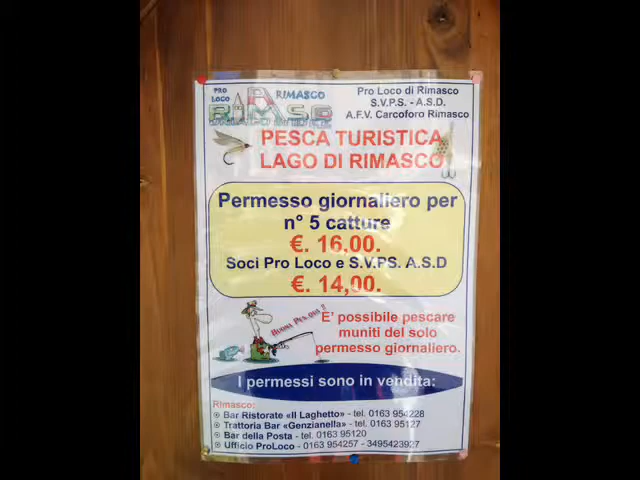 PRO LOCO
RIMASCO
Pro Loco di Rimasco
S.V.P.S. - A.S.D.
A.F.V. Carcoforo Rimasco
PESCA TURISTICA
LAGO DI RIMASCO
Permesso giornaliero per
n° 5 catture
€. 16,00.
Soci Pro Loco e S.V.PS. A.S.D
€. 14,00.
E' possibile pescare
muniti del solo
permesso giornaliero.
I permessi sono in vendita:
Rimasco:
Bar Ristorate «Il Laghetto» - tel. 0163 954228
Trattoria Bar «Genzianella» - tel. 0163 95127
Bar della Posta - tel. 0163 95120
Ufficio ProLoco - 0163 954257 - 3495423927